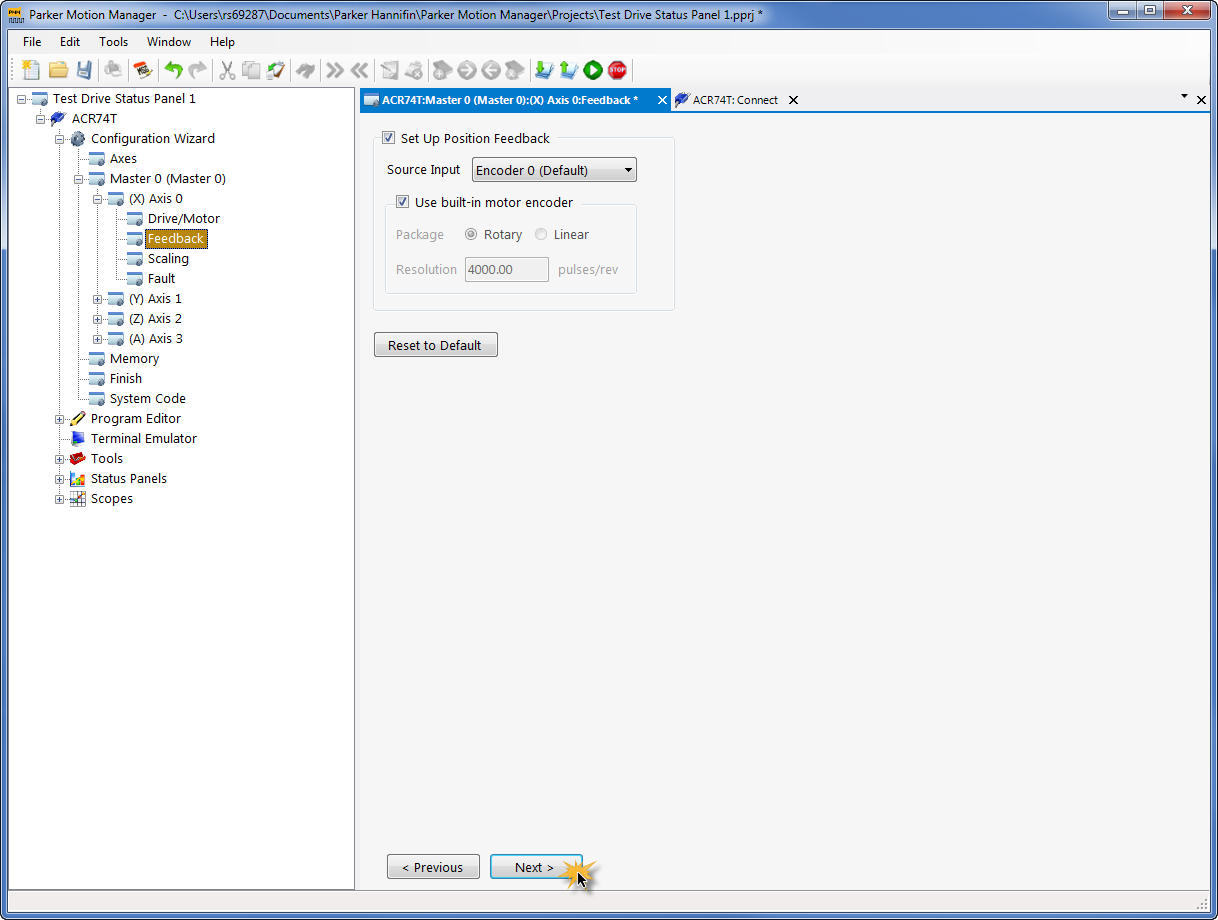 Parker Motion Manager - C:\Users\rs69287\Documents\Parker Hannifin\Parker Motion Manager\Projects\Test Drive Status Panel 1.pprj *
File Edit Tools Window Help
STOP
Test Drive Status Panel 1
ACR74T
Configuration Wizard
Axes
Master 0 (Master 0)
(X) Axis 0
Drive/Motor
Feedback
Scaling
Fault
(Y) Axis 1
(Z) Axis 2
(A) Axis 3
Memory
Finish
System Code
Program Editor
Terminal Emulator
Tools
Status Panels
Scopes
ACR74T:Master 0 (Master 0):(X) Axis 0:Feedback *
ACR74T: Connect
Set Up Position Feedback
Source Input Encoder 0 (Default)
Use built-in motor encoder
Package Rotary Linear
Resolution 4000.00 pulses/rev
Reset to Default
< Previous Next >